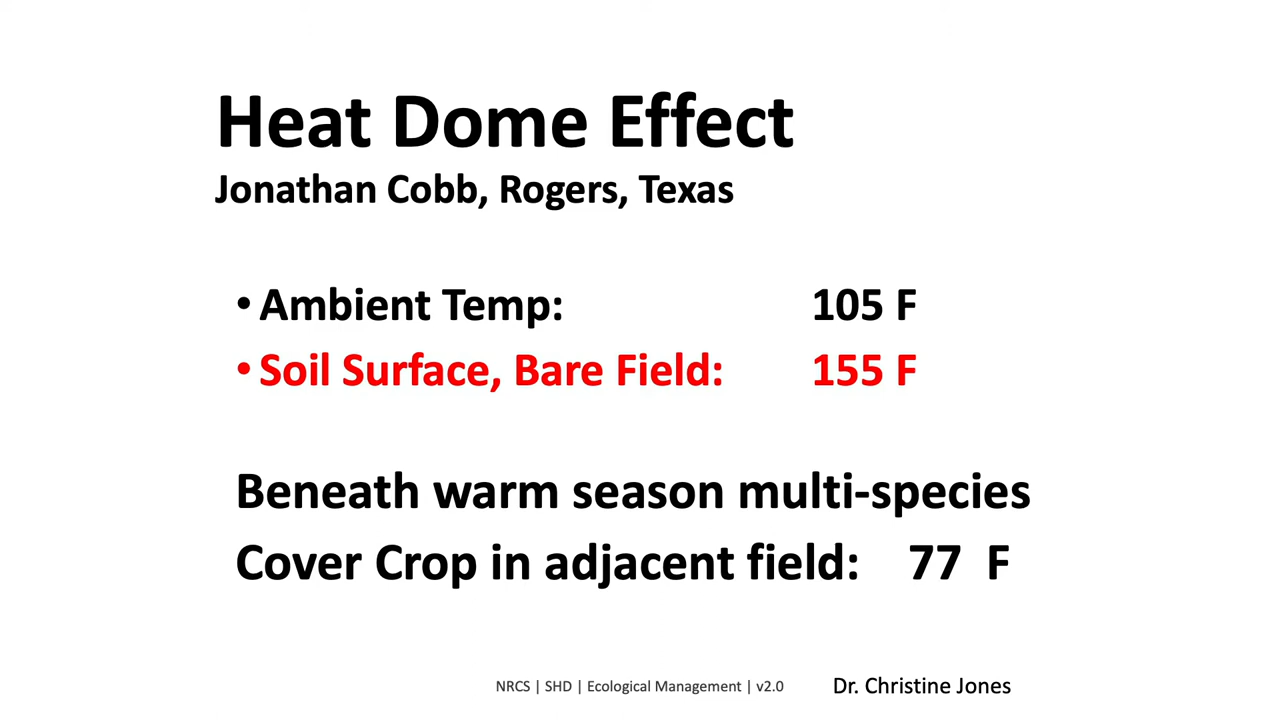 Heat Dome Effect
Jonathan Cobb, Rogers, Texas
• Ambient Temp: 105 F
• Soil Surface, Bare Field: 155 F
Beneath warm season multi-species
Cover Crop in adjacent field: 77 F
NRCS | SHD | Ecological Management | v2.0
Dr. Christine Jones